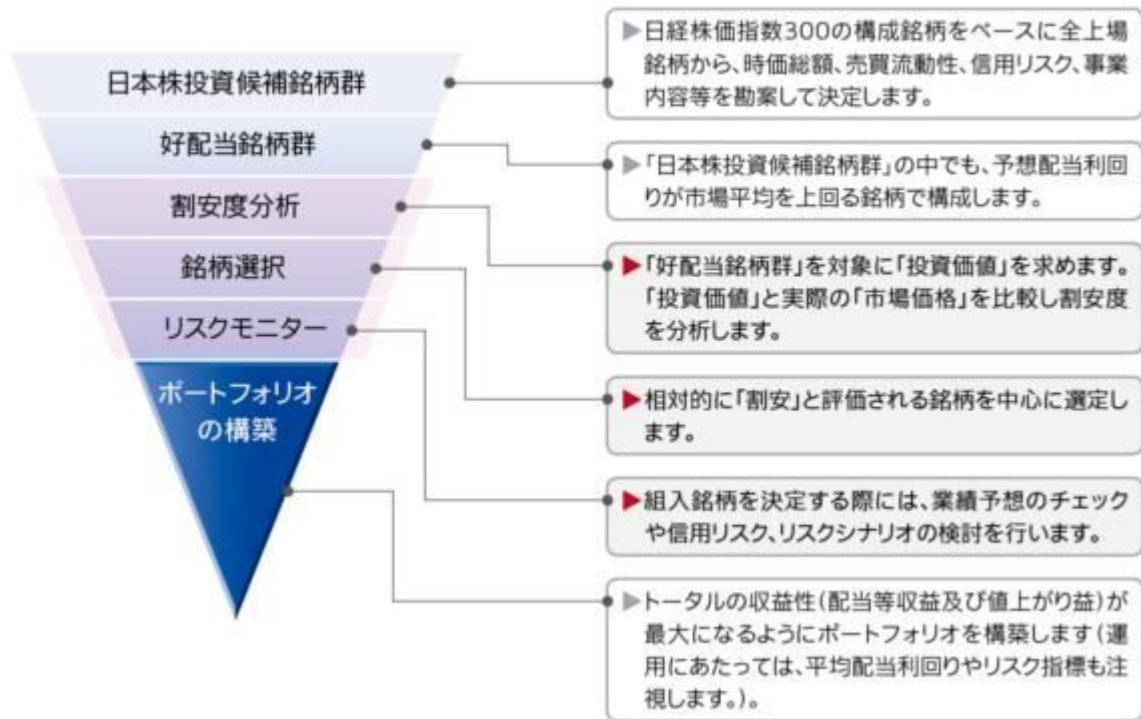 日本株投資候補銘柄群
▶日経株価指数300の構成銘柄をベースに全上場
銘柄から、時価総額、売買流動性、信用リスク、事業
内容等を勘案して決定します。
好配当銘柄群
▶「日本株投資候補銘柄群」の中でも、予想配当利回
りが市場平均を上回る銘柄で構成します。
割安度分析
▶「好配当銘柄群」を対象に「投資価値」を求めます。
「投資価値」と実際の「市場価格」を比較し割安度
を分析します。
銘柄選択
▶相対的に「割安」と評価される銘柄を中心に選定し
ます。
リスクモニター
▶組入銘柄を決定する際には、業績予想のチェック
や信用リスク、リスクシナリオの検討を行います。
ポートフォリオ
の構築
▶トータルの収益性(配当等収益及び値上がり益)が
最大になるようにポートフォリオを構築します(運
用にあたっては、平均配当利回りやリスク指標も注
視します。)。